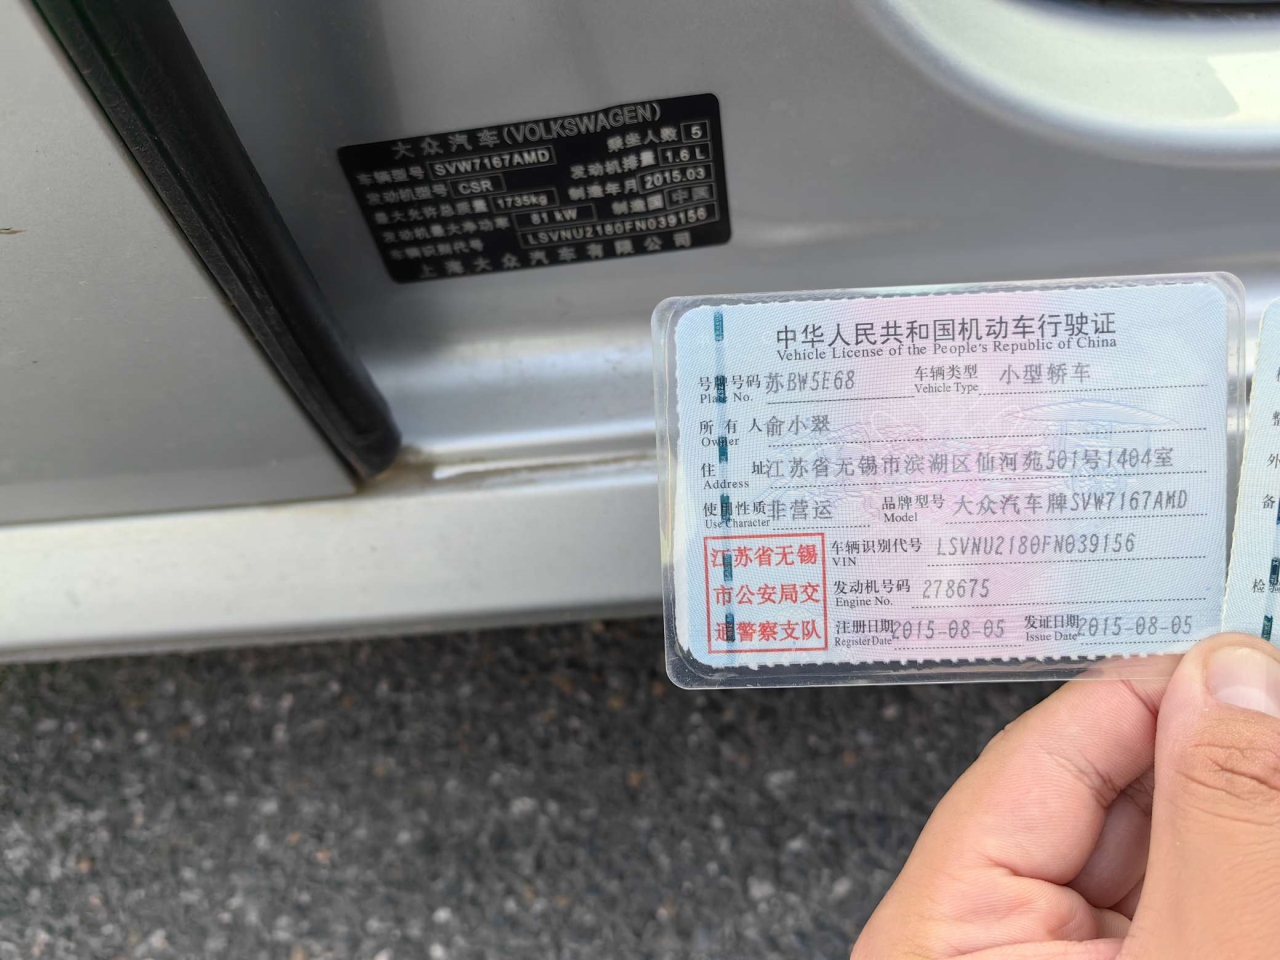 大众汽车(VOLKSWAGEN)
车辆型号 SVW7167AMD 乘坐人数 5
发动机型号 CSR 发动机排量 1.6 L
最大允许总质量 1735kg 制造年月 2015.03
发动机最大净功率 81 kW 制造国 中国
车辆识别代号 LSVNU2180FN039156
上海大众汽车有限公司
中华人民共和国机动车行驶证
Vehicle License of the People's Republic of China
号牌号码 苏BW5E68 车辆类型 小型轿车
Plate No. Vehicle Type
所有人 俞小翠
Owner
住址 江苏省无锡市滨湖区仙河苑501号1404室
Address
使用性质 非营运 品牌型号 大众汽车牌SVW7167AMD
Use Character Model
江苏省无锡
市公安局交
通警察支队
车辆识别代号 LSVNU2180FN039156
VIN
发动机号码 278675
Engine No.
注册日期 2015-08-05 发证日期 2015-08-05
Register Date Issue Date
外
备
检